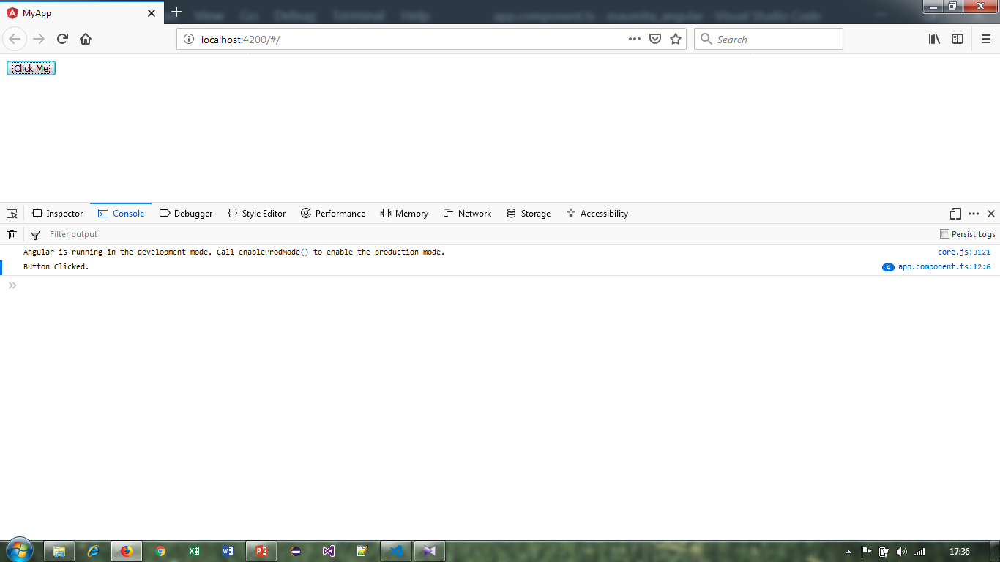 MyApp
View Go Debug Terminal Help
app.component.ts - moumita_angular - Visual Studio Code
localhost:4200/#/
Search
Click Me
Inspector Console Debugger Style Editor Performance Memory Network Storage Accessibility
Filter output
Persist Logs
Angular is running in the development mode. Call enableProdMode() to enable the production mode. core.js:3121
Button Clicked. 4 app.component.ts:12:6
17:36